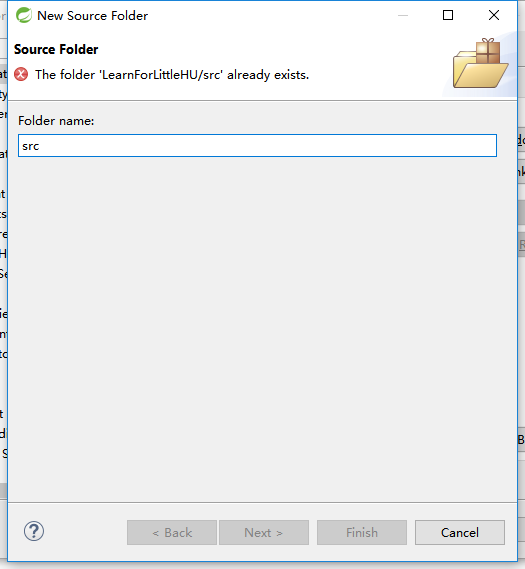 New Source Folder
Source Folder
The folder 'LearnForLittleHU/src' already exists.
Folder name:
src
< Back
Next >
Finish
Cancel